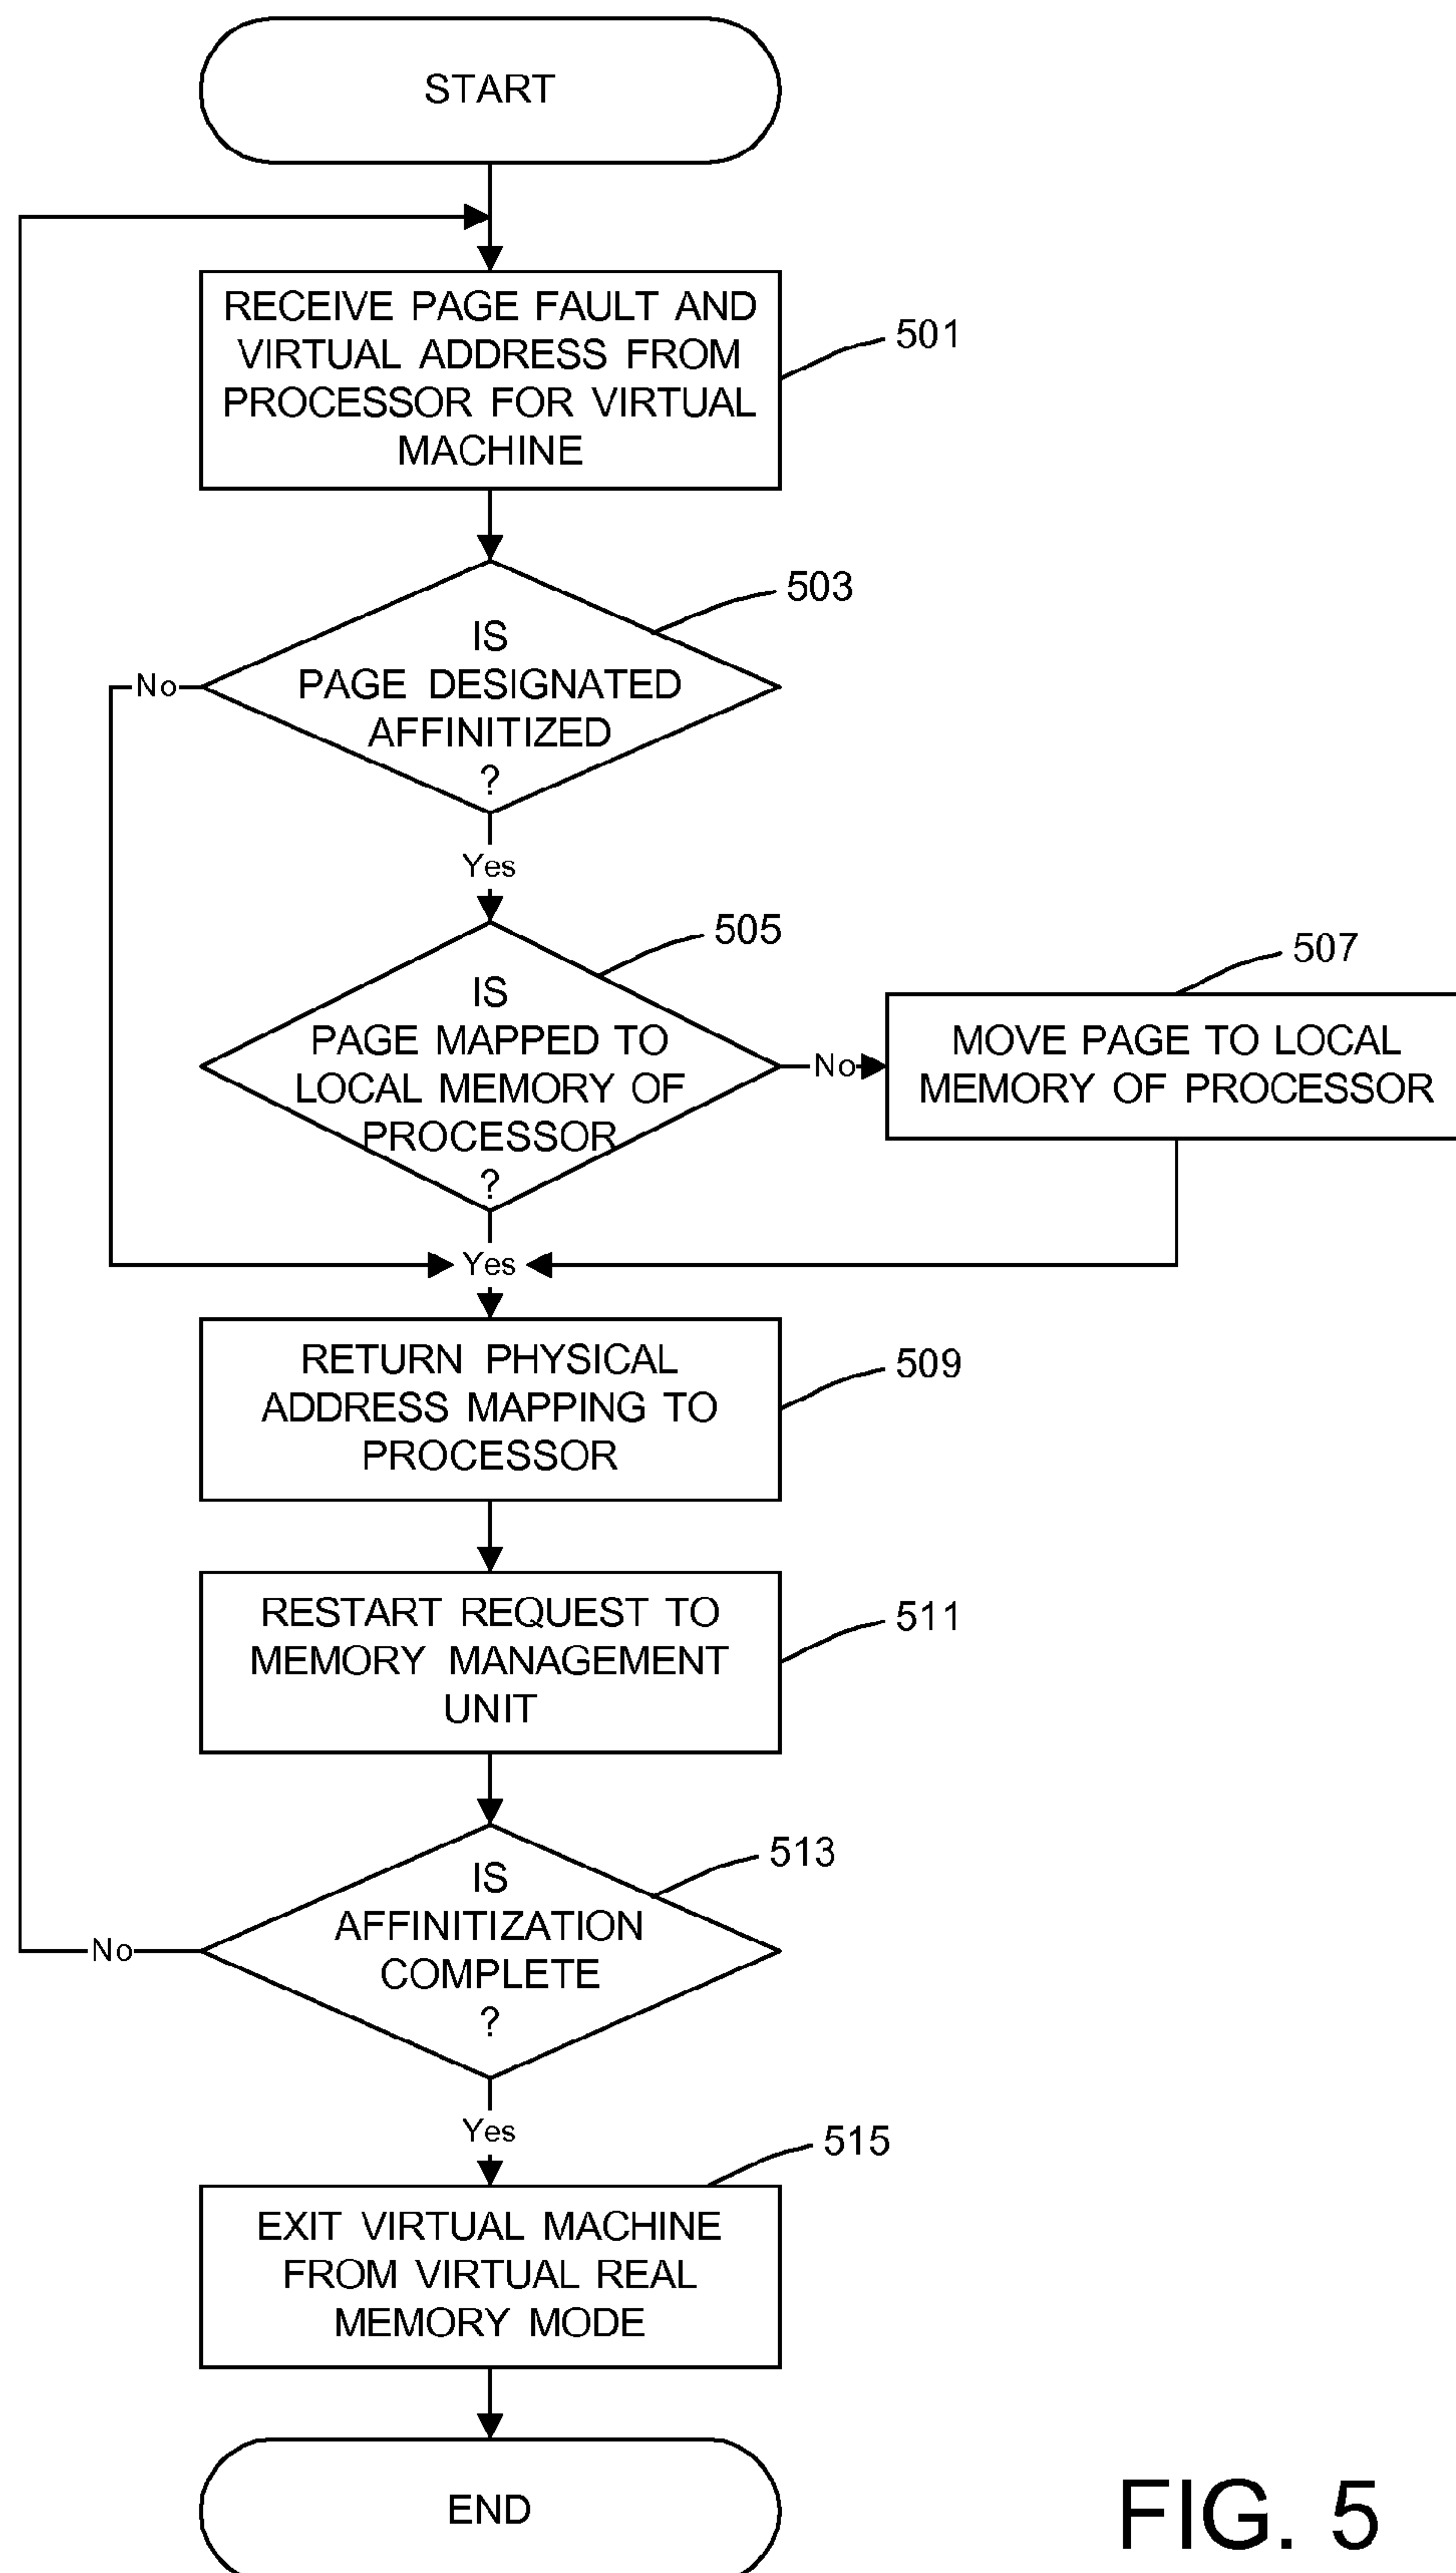 START
RECEIVE PAGE FAULT AND
VIRTUAL ADDRESS FROM
PROCESSOR FOR VIRTUAL
MACHINE
501
503
IS
PAGE DESIGNATED
AFFINITIZED
?
No
Yes
505
IS
PAGE MAPPED TO
LOCAL MEMORY OF
PROCESSOR
?
No
507
MOVE PAGE TO LOCAL
MEMORY OF PROCESSOR
Yes
RETURN PHYSICAL
ADDRESS MAPPING TO
PROCESSOR
509
RESTART REQUEST TO
MEMORY MANAGEMENT
UNIT
511
513
IS
AFFINITIZATION
COMPLETE
?
No
Yes
515
EXIT VIRTUAL MACHINE
FROM VIRTUAL REAL
MEMORY MODE
END
FIG. 5